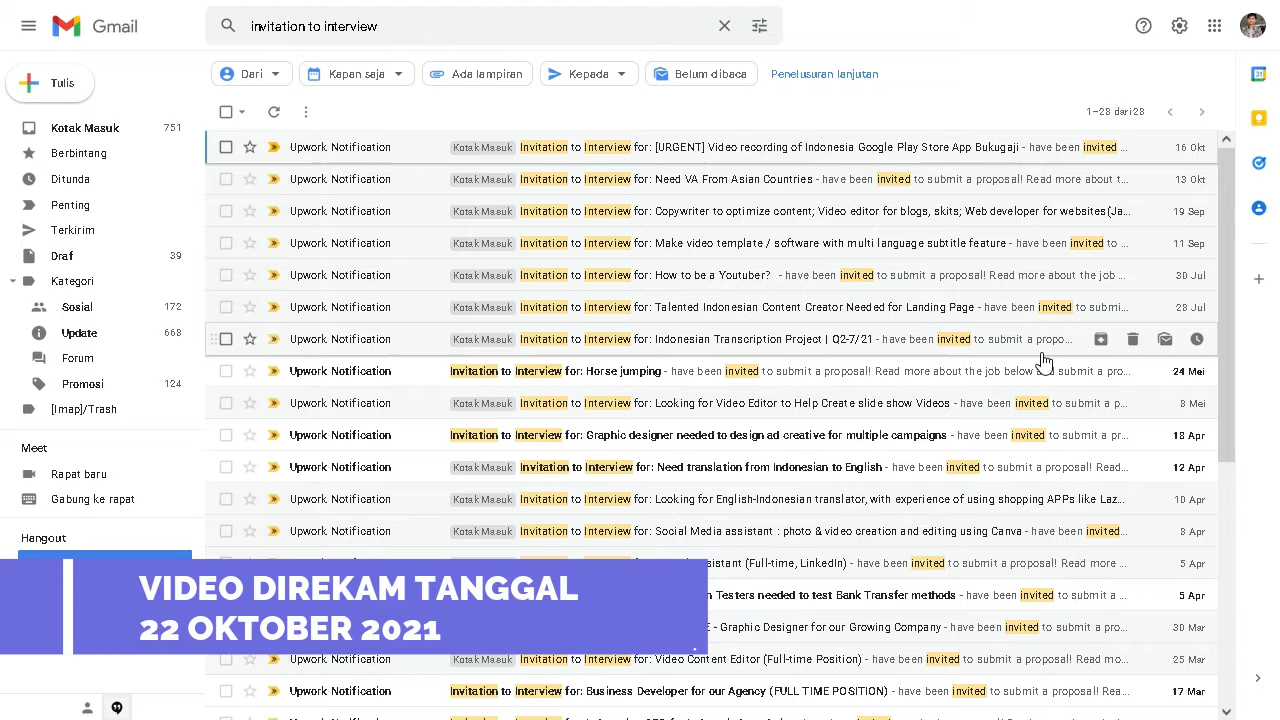 Gmail
invitation to interview
Dari
Kapan saja
Ada lampiran
Kepada
Belum dibaca
Penelusuran lanjutan
Tulis
1–28 dari 28
Kotak Masuk 751
Berbintang
Ditunda
Penting
Terkirim
Draf 39
Kategori
Sosial 172
Update 668
Forum
Promosi 124
[Imap]/Trash
Meet
Rapat baru
Gabung ke rapat
Hangout
Upwork Notification Kotak Masuk Invitation to Interview for: [URGENT] Video recording of Indonesia Google Play Store App Bukugaji - have been invited ... 16 Okt
Upwork Notification Kotak Masuk Invitation to Interview for: Need VA From Asian Countries - have been invited to submit a proposal! Read more about t... 13 Okt
Upwork Notification Kotak Masuk Invitation to Interview for: Copywriter to optimize content; Video editor for blogs, skits; Web developer for websites(Ja... 19 Sep
Upwork Notification Kotak Masuk Invitation to Interview for: Make video template / software with multi language subtitle feature - have been invited to ... 11 Sep
Upwork Notification Kotak Masuk Invitation to Interview for: How to be a Youtuber? - have been invited to submit a proposal! Read more about the job ... 30 Jul
Upwork Notification Kotak Masuk Invitation to Interview for: Talented Indonesian Content Creator Needed for Landing Page - have been invited to submi... 28 Jul
Upwork Notification Kotak Masuk Invitation to Interview for: Indonesian Transcription Project | Q2-7/21 - have been invited to submit a propo...
Upwork Notification Invitation to Interview for: Horse jumping - have been invited to submit a proposal! Read more about the job below submit a pro... 24 Mei
Upwork Notification Kotak Masuk Invitation to Interview for: Looking for Video Editor to Help Create slide show Videos - have been invited to submit a p... 8 Mei
Upwork Notification Invitation to Interview for: Graphic designer needed to design ad creative for multiple campaigns - have been invited to submit a pr... 18 Apr
Upwork Notification Kotak Masuk Invitation to Interview for: Need translation from Indonesian to English - have been invited to submit a proposal! Read... 12 Apr
Upwork Notification Kotak Masuk Invitation to Interview for: Looking for English-Indonesian translator, with experience of using shopping APPs like Laz... 10 Apr
Upwork Notification Kotak Masuk Invitation to Interview for: Social Media assistant : photo & video creation and editing using Canva - have been invited... 8 Apr
(Full-time, LinkedIn) - have been invited to submit a proposal! Read more ... 5 Apr
Testers needed to test Bank Transfer methods - have been invited to submit a ... 5 Apr
- Graphic Designer for our Growing Company - have been invited to submit a pro... 30 Mar
Video Content Editor (Full-time Position) - have been invited to submit a proposal! Read mo... 25 Mar
Upwork Notification Invitation to Interview for: Business Developer for our Agency (FULL TIME POSITION) - have been invited to submit a proposal! Rea... 17 Mar
VIDEO DIREKAM TANGGAL
22 OKTOBER 2021